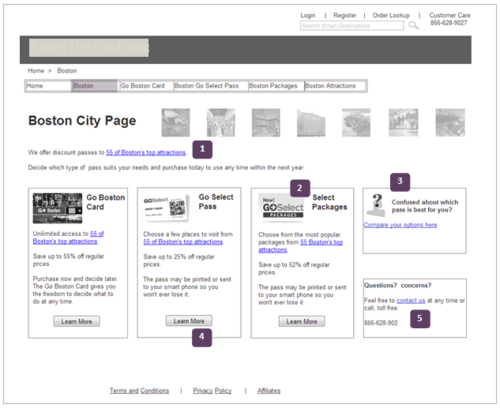 Login | Register | Order Lookup | Customer Care
Search Smart Destinations
866-628-9027
Smart Destinations
Home > Boston
Home Boston Go Boston Card Boston Go Select Pass Boston Packages Boston Attractions
Boston City Page
We offer discount passes to 55 of Boston's top attractions.
1
Decide which type of pass suits your needs and purchase today to use any time within the next year.
Go Boston
Card
Unlimited access to 55 of
Boston's top attractions.
Save up to 55% off regular
prices.
Purchase now and decide later.
The Go Boston Card gives you
the freedom to decide what to
do at any time.
Learn More
GOSelect
Go Select
Pass
Choose a few places to visit from
55 of Boston's top attractions.
Save up to 25% off regular
prices.
The pass may be printed or sent
to your smart phone so you
won't ever lose it.
Learn More
4
2
New!
GOSelect
PACKAGES
Select
Packages
Choose from the most popular
packages from 55 Boston's top
attractions.
Save up to 52% off regular
prices.
The pass may be printed or sent
to your smart phone so you
won't ever lose it.
Learn More
3
?
Confused about which
pass is best for you?
Compare your options here
Questions? concerns?
Feel free to contact us at any time or
call, toll free:
866-628-902
5
Terms and Conditions | Privacy Policy | Affiliates